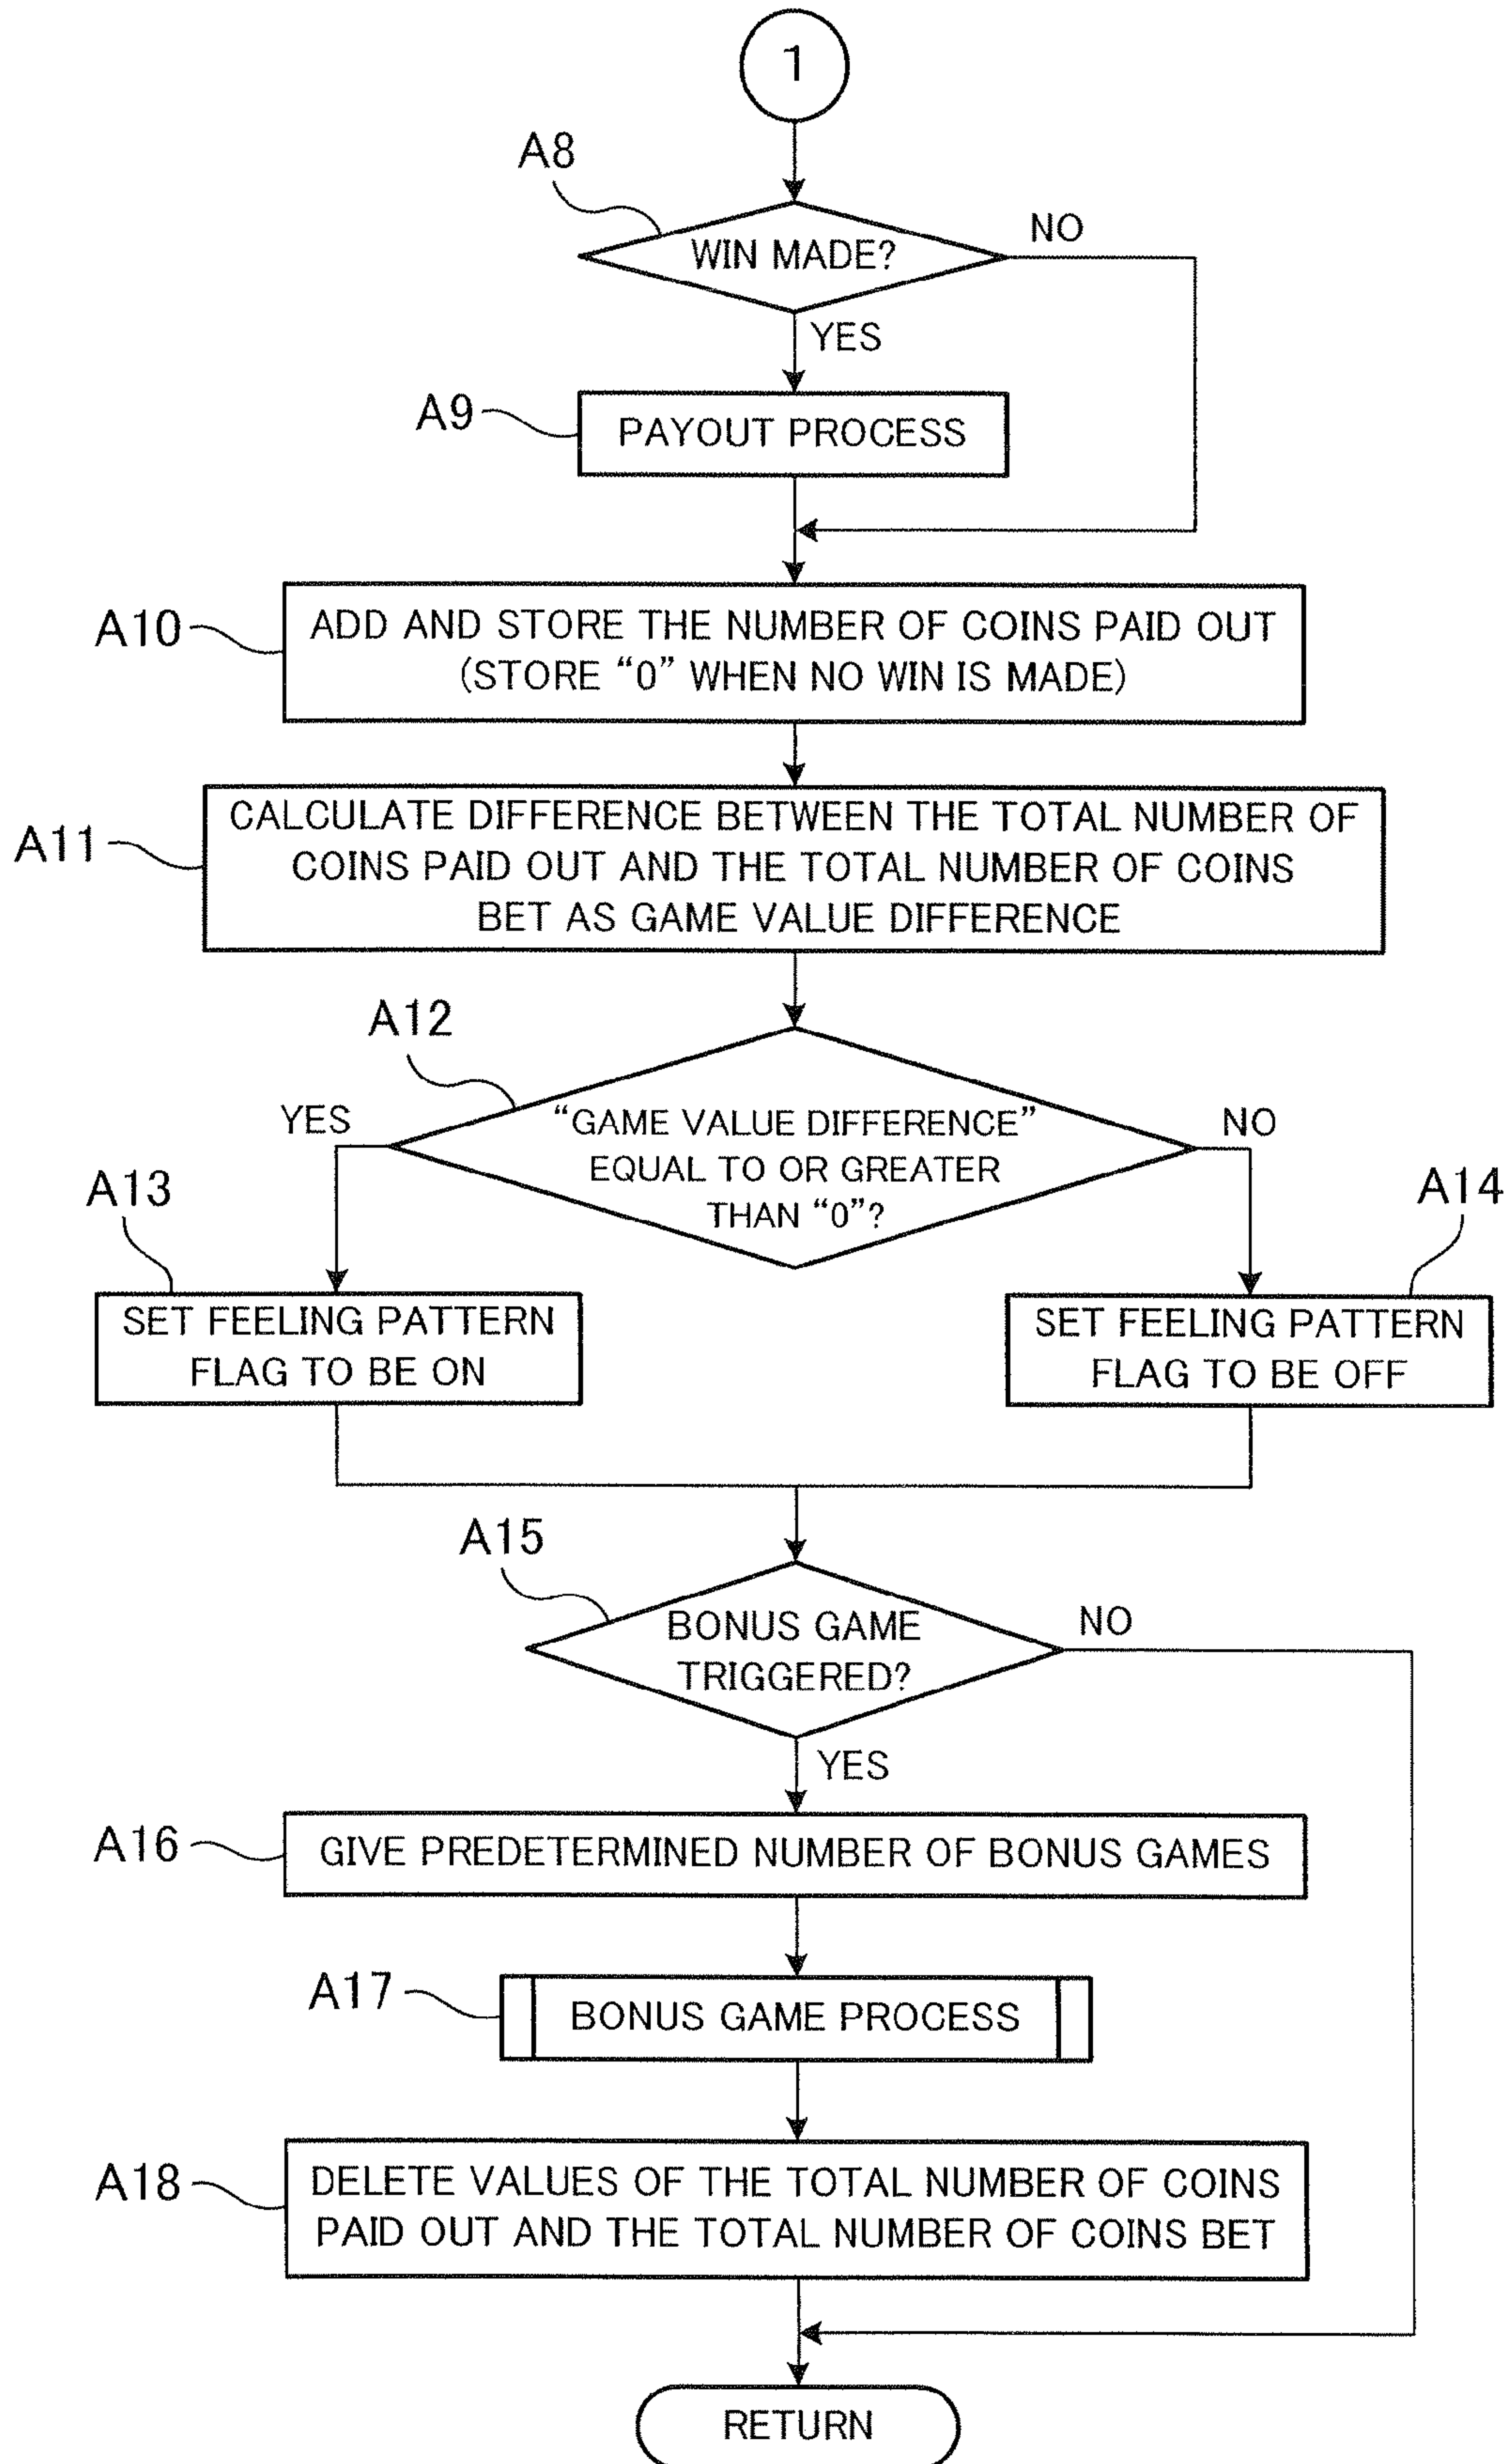 1
A8
WIN MADE?
NO
YES
A9
PAYOUT PROCESS
A10
ADD AND STORE THE NUMBER OF COINS PAID OUT
(STORE “0” WHEN NO WIN IS MADE)
A11
CALCULATE DIFFERENCE BETWEEN THE TOTAL NUMBER OF
COINS PAID OUT AND THE TOTAL NUMBER OF COINS
BET AS GAME VALUE DIFFERENCE
A12
YES
“GAME VALUE DIFFERENCE”
EQUAL TO OR GREATER
THAN “0”?
NO
A13
SET FEELING PATTERN
FLAG TO BE ON
A14
SET FEELING PATTERN
FLAG TO BE OFF
A15
BONUS GAME
TRIGGERED?
NO
YES
A16
GIVE PREDETERMINED NUMBER OF BONUS GAMES
A17
BONUS GAME PROCESS
A18
DELETE VALUES OF THE TOTAL NUMBER OF COINS
PAID OUT AND THE TOTAL NUMBER OF COINS BET
RETURN